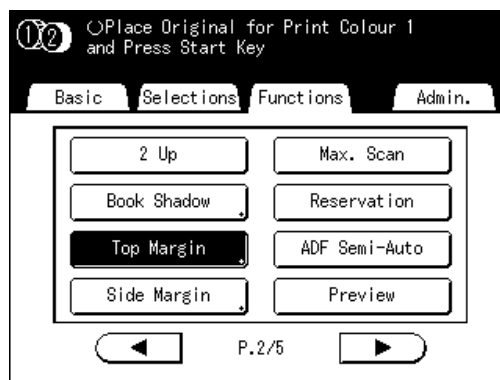 12 Place Original for Print Colour 1
and Press Start Key
Basic Selections Functions Admin.
2 Up Max. Scan
Book Shadow Reservation
Top Margin ADF Semi-Auto
Side Margin Preview
P.2/5